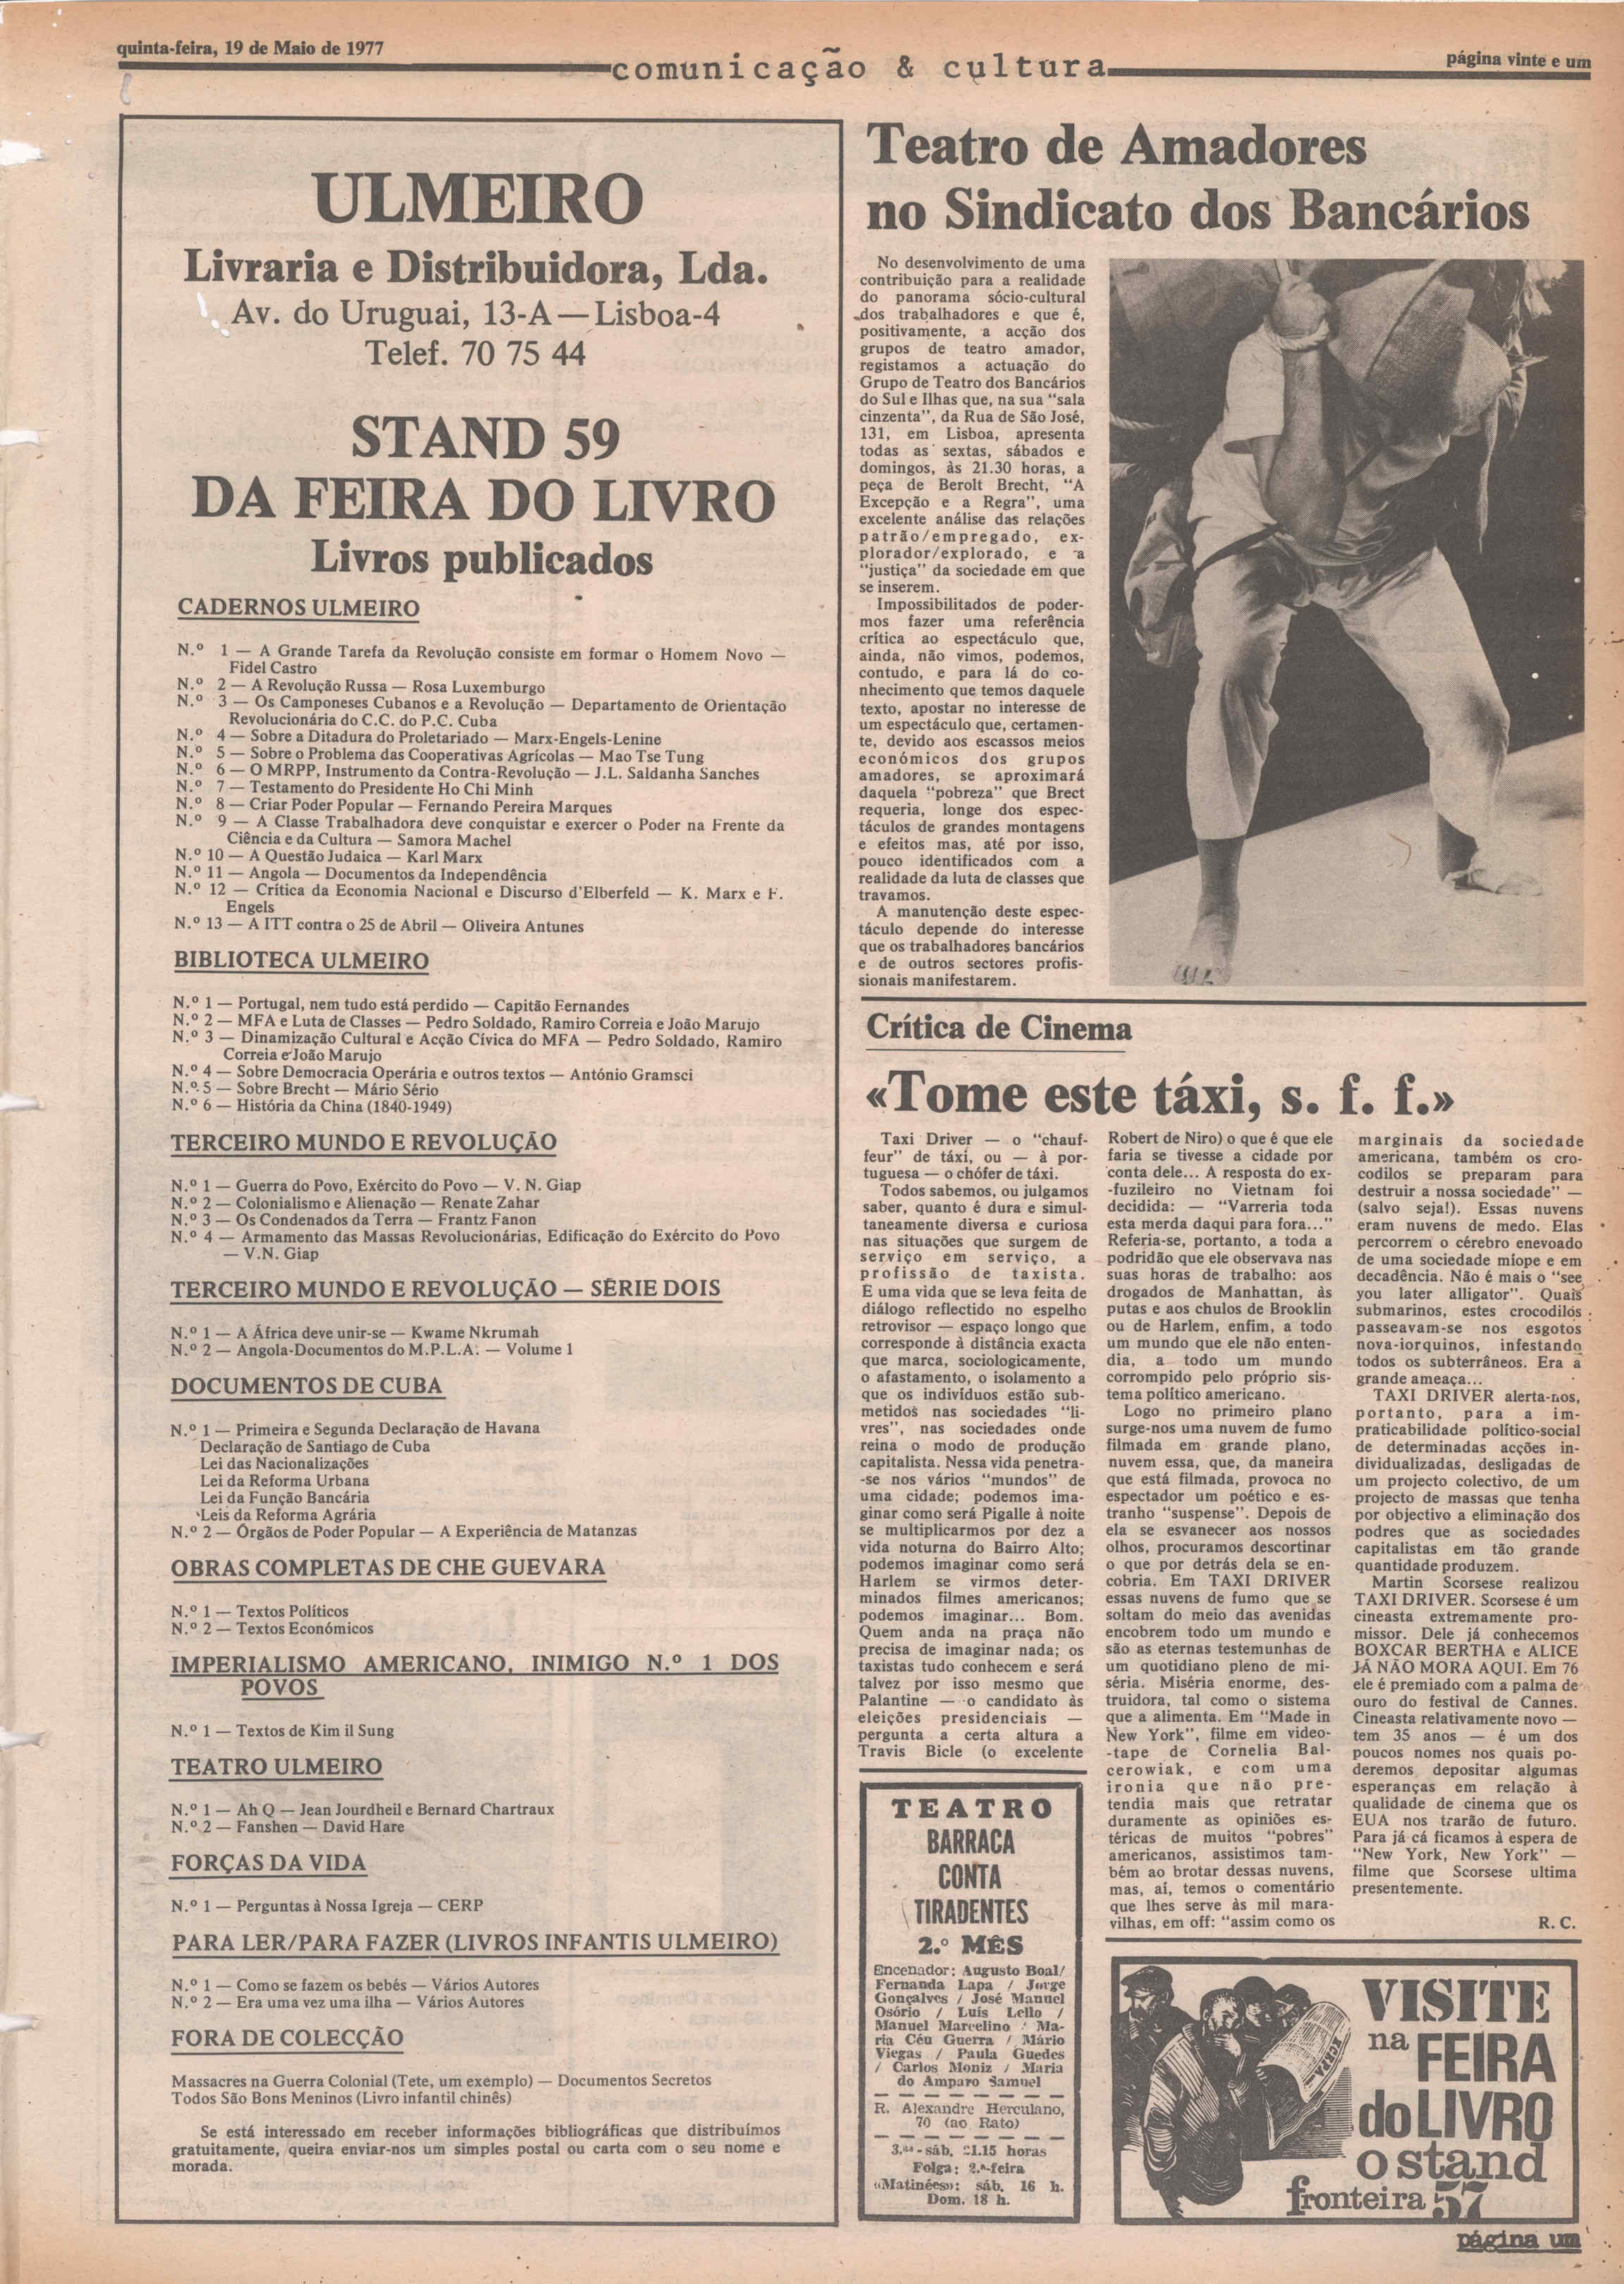 quinta-feira, 19 de Maio de 1977
comunicação & cultura
página vinte e um
ULMEIRO
Livraria e Distribuidora, Lda.
Av. do Uruguai, 13-A — Lisboa-4
Telef. 70 75 44
STAND 59
DA FEIRA DO LIVRO
Livros publicados
CADERNOS ULMEIRO
N.º 1 — A Grande Tarefa da Revolução consiste em formar o Homem Novo —
Fidel Castro
N.º 2 — A Revolução Russa — Rosa Luxemburgo
N.º 3 — Os Camponeses Cubanos e a Revolução — Departamento de Orientação
Revolucionária do C.C. do P.C. Cuba
N.º 4 — Sobre a Ditadura do Proletariado — Marx-Engels-Lenine
N.º 5 — Sobre o Problema das Cooperativas Agrícolas — Mao Tse Tung
N.º 6 — O MRPP, Instrumento da Contra-Revolução — J.L. Saldanha Sanches
N.º 7 — Testamento do Presidente Ho Chi Minh
N.º 8 — Criar Poder Popular — Fernando Pereira Marques
N.º 9 — A Classe Trabalhadora deve conquistar e exercer o Poder na Frente da
Ciência e da Cultura — Samora Machel
N.º 10 — A Questão Judaica — Karl Marx
N.º 11 — Angola — Documentos da Independência
N.º 12 — Crítica da Economia Nacional e Discurso d'Elberfeld — K. Marx e F.
Engels
N.º 13 — A ITT contra o 25 de Abril — Oliveira Antunes
BIBLIOTECA ULMEIRO
N.º 1 — Portugal, nem tudo está perdido — Capitão Fernandes
N.º 2 — MFA e Luta de Classes — Pedro Soldado, Ramiro Correia e João Marujo
N.º 3 — Dinamização Cultural e Acção Cívica do MFA — Pedro Soldado, Ramiro
Correia e João Marujo
N.º 4 — Sobre Democracia Operária e outros textos — António Gramsci
N.º 5 — Sobre Brecht — Mário Sério
N.º 6 — História da China (1840-1949)
TERCEIRO MUNDO E REVOLUÇÃO
N.º 1 — Guerra do Povo, Exército do Povo — V. N. Giap
N.º 2 — Colonialismo e Alienação — Renate Zahar
N.º 3 — Os Condenados da Terra — Frantz Fanon
N.º 4 — Armamento das Massas Revolucionárias, Edificação do Exército do Povo
— V.N. Giap
TERCEIRO MUNDO E REVOLUÇÃO — SÉRIE DOIS
N.º 1 — A África deve unir-se — Kwame Nkrumah
N.º 2 — Angola-Documentos do M.P.L.A. — Volume 1
DOCUMENTOS DE CUBA
N.º 1 — Primeira e Segunda Declaração de Havana
Declaração de Santiago de Cuba
Lei das Nacionalizações
Lei da Reforma Urbana
Lei da Função Bancária
Leis da Reforma Agrária
N.º 2 — Órgãos de Poder Popular — A Experiência de Matanzas
OBRAS COMPLETAS DE CHE GUEVARA
N.º 1 — Textos Políticos
N.º 2 — Textos Económicos
IMPERIALISMO AMERICANO, INIMIGO N.º 1 DOS
POVOS
N.º 1 — Textos de Kim il Sung
TEATRO ULMEIRO
N.º 1 — Ah Q — Jean Jourdheil e Bernard Chartraux
N.º 2 — Fanshen — David Hare
FORÇAS DA VIDA
N.º 1 — Perguntas à Nossa Igreja — CERP
PARA LER/PARA FAZER (LIVROS INFANTIS ULMEIRO)
N.º 1 — Como se fazem os bebés — Vários Autores
N.º 2 — Era uma vez uma ilha — Vários Autores
FORA DE COLECÇÃO
Massacres na Guerra Colonial (Tete, um exemplo) — Documentos Secretos
Todos São Bons Meninos (Livro infantil chinês)
Se está interessado em receber informações bibliográficas que distribuímos
gratuitamente, queira enviar-nos um simples postal ou carta com o seu nome e
morada.
Teatro de Amadores
no Sindicato dos Bancários
No desenvolvimento de uma
contribuição para a realidade
do panorama sócio-cultural
dos trabalhadores e que é,
positivamente, a acção dos
grupos de teatro amador,
registamos a actuação do
Grupo de Teatro dos Bancários
do Sul e Ilhas que, na sua "sala
cinzenta", da Rua de São José,
131, em Lisboa, apresenta
todas as sextas, sábados e
domingos, às 21.30 horas, a
peça de Berolt Brecht, "A
Excepção e a Regra", uma
excelente análise das relações
patrão/empregado, ex-
plorador/explorado, e a
"justiça" da sociedade em que
se inserem.
Impossibilitados de poder-
mos fazer uma referência
crítica ao espectáculo que,
ainda, não vimos, podemos,
contudo, e para lá do co-
nhecimento que temos daquele
texto, apostar no interesse de
um espectáculo que, certamen-
te, devido aos escassos meios
económicos dos grupos
amadores, se aproximará
daquela "pobreza" que Brect
requeria, longe dos espec-
táculos de grandes montagens
e efeitos mas, até por isso,
pouco identificados com a
realidade da luta de classes que
travamos.
A manutenção deste espec-
táculo depende do interesse
que os trabalhadores bancários
e de outros sectores profis-
sionais manifestarem.
Crítica de Cinema
«Tome este táxi, s. f. f.»
Taxi Driver — o "chauf-
feur" de táxi, ou — à por-
tuguesa — o chófer de táxi.
Todos sabemos, ou julgamos
saber, quanto é dura e simul-
taneamente diversa e curiosa
nas situações que surgem de
serviço em serviço, a
profissão de taxista.
E uma vida que se leva feita de
diálogo reflectido no espelho
retrovisor — espaço longo que
corresponde à distância exacta
que marca, sociologicamente,
o afastamento, o isolamento a
que os indivíduos estão sub-
metidos nas sociedades "li-
vres", nas sociedades onde
reina o modo de produção
capitalista. Nessa vida penetra-
-se nos vários "mundos" de
uma cidade; podemos ima-
ginar como será Pigalle à noite
se multiplicarmos por dez a
vida noturna do Bairro Alto;
podemos imaginar como será
Harlem se virmos deter-
minados filmes americanos;
podemos imaginar... Bom.
Quem anda na praça não
precisa de imaginar nada; os
taxistas tudo conhecem e será
talvez por isso mesmo que
Palantine — o candidato às
eleições presidenciais —
pergunta a certa altura a
Travis Bicle (o excelente
Robert de Niro) o que é que ele
faria se tivesse a cidade por
conta dele... A resposta do ex-
-fuzileiro no Vietnam foi
decidida: — "Varreria toda
esta merda daqui para fora..."
Referia-se, portanto, a toda a
podridão que ele observava nas
suas horas de trabalho: aos
drogados de Manhattan, às
putas e aos chulos de Brooklin
ou de Harlem, enfim, a todo
um mundo que ele não enten-
dia, a todo um mundo
corrompido pelo próprio sis-
tema político americano.
Logo no primeiro plano
surge-nos uma nuvem de fumo
filmada em grande plano,
nuvem essa, que, da maneira
que está filmada, provoca no
espectador um poético e es-
tranho "suspense". Depois de
ela se esvanecer aos nossos
olhos, procuramos descortinar
o que por detrás dela se en-
cobria. Em TAXI DRIVER
essas nuvens de fumo que se
soltam do meio das avenidas
encobrem todo um mundo e
são as eternas testemunhas de
um quotidiano pleno de mi-
séria. Miséria enorme, des-
truidora, tal como o sistema
que a alimenta. Em "Made in
New York", filme em video-
-tape de Cornelia Bal-
cerowiak, e com uma
ironia que não pre-
tendia mais que retratar
duramente as opiniões es-
téricas de muitos "pobres"
americanos, assistimos tam-
bém ao brotar dessas nuvens,
mas, aí, temos o comentário
que lhes serve às mil mara-
vilhas, em off: "assim como os
marginais da sociedade
americana, também os cro-
codilos se preparam para
destruir a nossa sociedade" —
(salvo seja!). Essas nuvens
eram nuvens de medo. Elas
percorrem o cérebro enevoado
de uma sociedade míope e em
decadência. Não é mais o "see
you later alligator". Quais
submarinos, estes crocodilos
passeavam-se nos esgotos
nova-iorquinos, infestando
todos os subterrâneos. Era a
grande ameaça...
TAXI DRIVER alerta-nos,
portanto, para a im-
praticabilidade político-social
de determinadas acções in-
dividualizadas, desligadas de
um projecto colectivo, de um
projecto de massas que tenha
por objectivo a eliminação dos
podres que as sociedades
capitalistas em tão grande
quantidade produzem.
Martin Scorsese realizou
TAXI DRIVER. Scorsese é um
cineasta extremamente pro-
missor. Dele já conhecemos
BOXCAR BERTHA e ALICE
JÁ NÃO MORA AQUI. Em 76
ele é premiado com a palma de
ouro do festival de Cannes.
Cineasta relativamente novo —
tem 35 anos — é um dos
poucos nomes nos quais po-
deremos depositar algumas
esperanças em relação à
qualidade de cinema que os
EUA nos trarão de futuro.
Para já cá ficamos à espera de
"New York, New York" —
filme que Scorsese ultima
presentemente.
R. C.
TEATRO
BARRACA
CONTA
TIRADENTES
2.º MÊS
Encenador: Augusto Boal/
Fernanda Lapa / Jorge
Gonçalves / José Manuel
Osório / Luís Lello /
Manuel Marcelino / Ma-
ria Céu Guerra / Mário
Viegas / Paula Guedes
/ Carlos Moniz / Maria
do Amparo Samuel
R. Alexandre Herculano,
70 (ao Rato)
3.as - sáb. 21.15 horas
Folga: 2.ª-feira
«Matinées»: sáb. 16 h.
Dom. 18 h.
VISITE
na FEIRA
do LIVRO
o stand
fronteira 57
página um